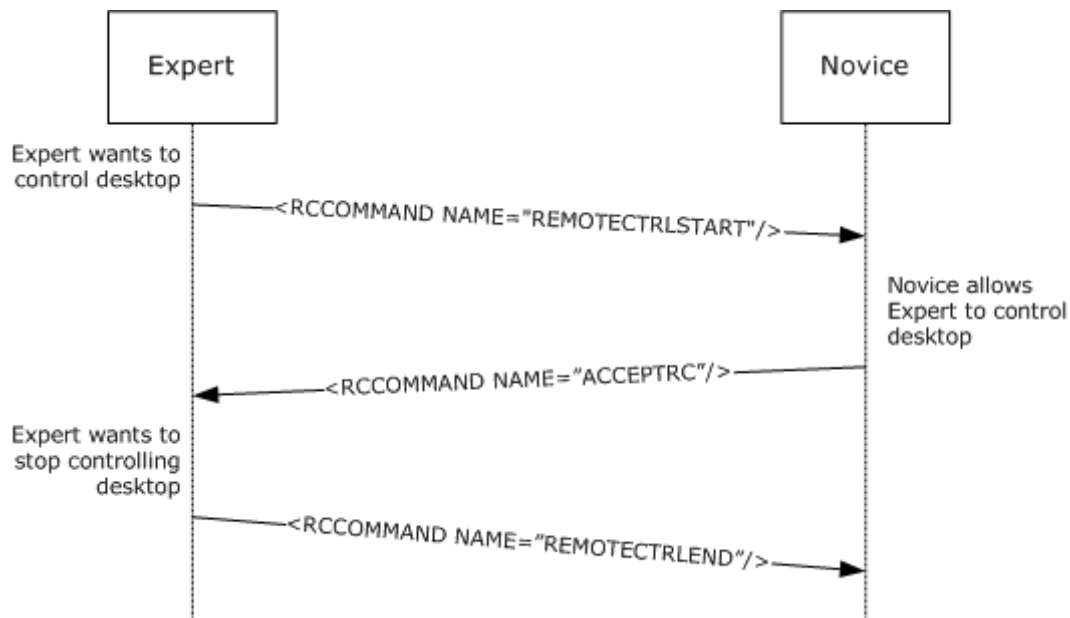 Expert
Novice
Expert wants to
control desktop
<RCCOMMAND NAME="REMOTECTRLSTART"/>
Novice allows
Expert to control
desktop
<RCCOMMAND NAME=”ACCEPTRC”/>
Expert wants to
stop controlling
desktop
<RCCOMMAND NAME=”REMOTECTRLEND”/>